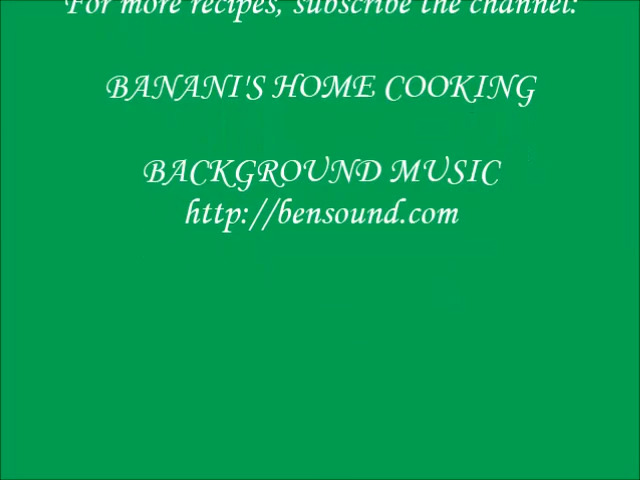 For more recipes, subscribe the channel:
BANANI'S HOME COOKING
BACKGROUND MUSIC
http://bensound.com